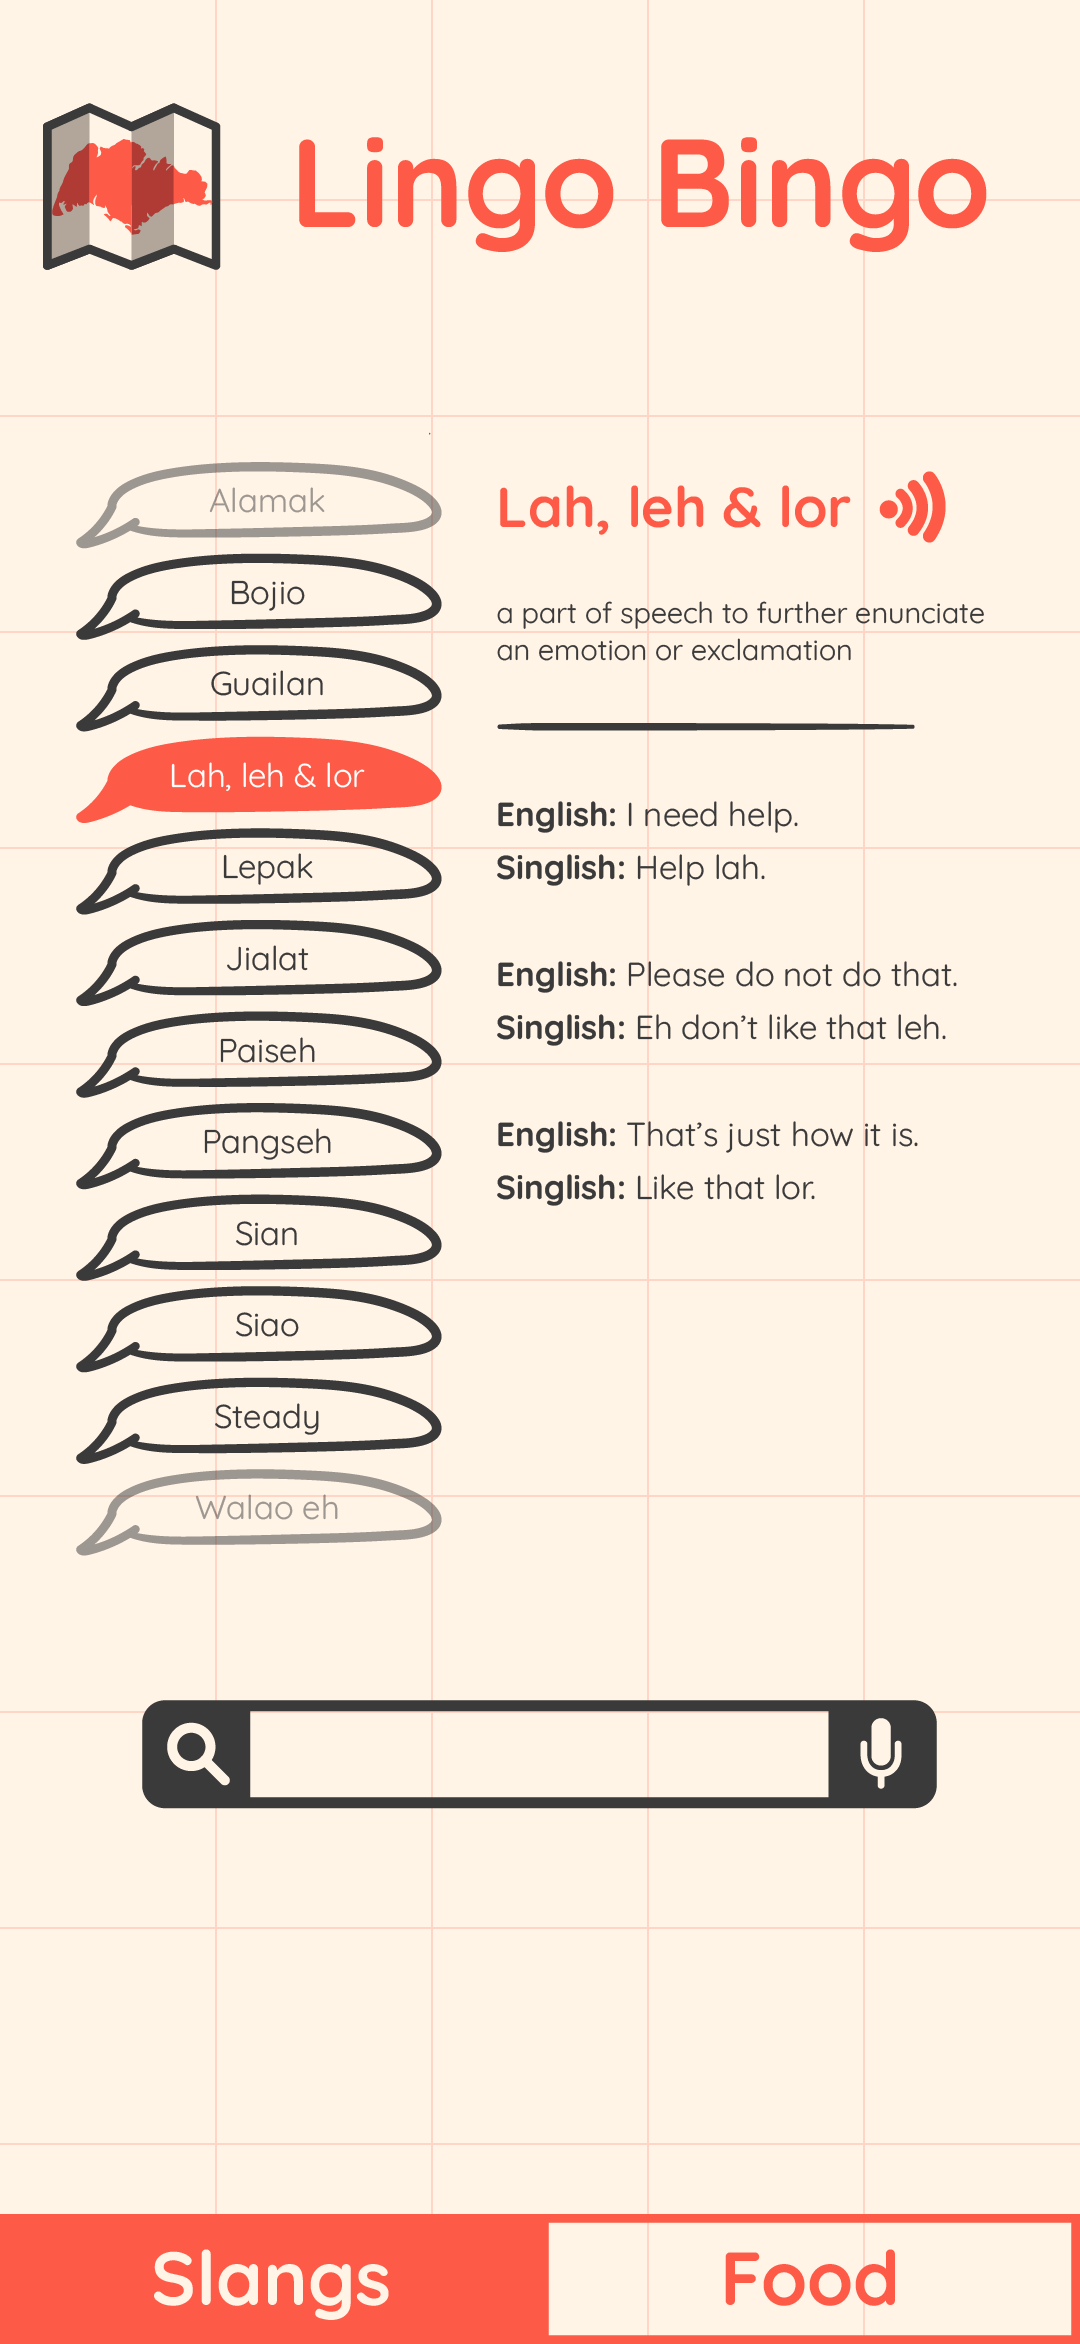 Lingo Bingo
Alamak
Bojio
Guailan
Lah, leh & lor
Lepak
Jialat
Paiseh
Pangseh
Sian
Siao
Steady
Walao eh
Lah, leh & lor
a part of speech to further enunciate
an emotion or exclamation
English: I need help.
Singlish: Help lah.
English: Please do not do that.
Singlish: Eh don’t like that leh.
English: That’s just how it is.
Singlish: Like that lor.
Slangs
Food